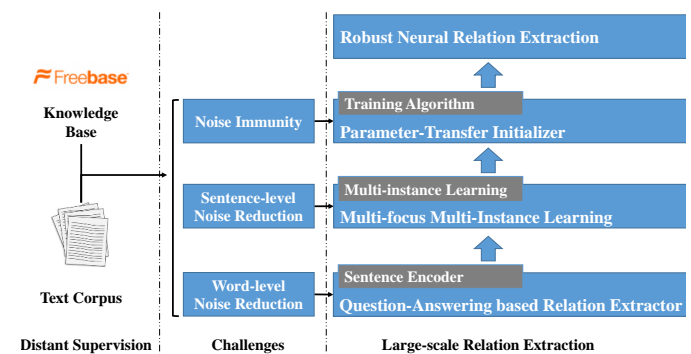 Robust Neural Relation Extraction
Freebase
Knowledge
Base
Noise Immunity
Training Algorithm
Parameter-Transfer Initializer
Sentence-level
Noise Reduction
Multi-instance Learning
Multi-focus Multi-Instance Learning
Text Corpus
Word-level
Noise Reduction
Sentence Encoder
Question-Answering based Relation Extractor
Distant Supervision
Challenges
Large-scale Relation Extraction